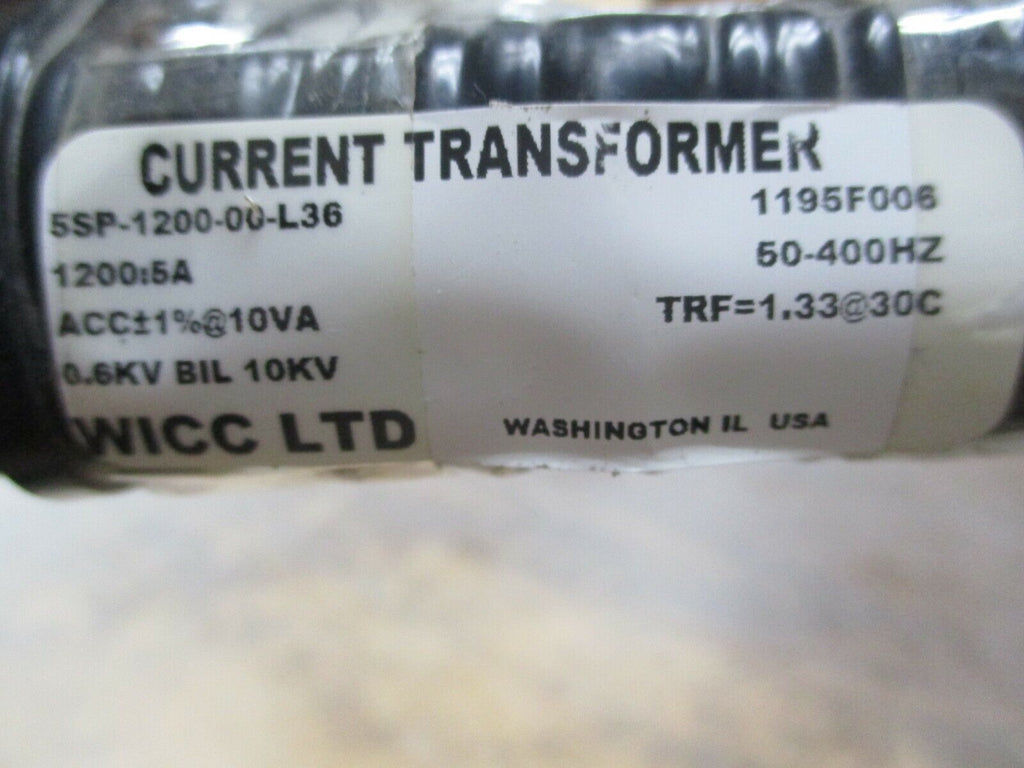 CURRENT TRANSFORMER
5SP-1200-00-L36 1195F006
1200:5A 50-400HZ
ACC±1%@10VA TRF=1.33@30C
0.6KV BIL 10KV
WICC LTD WASHINGTON IL USA